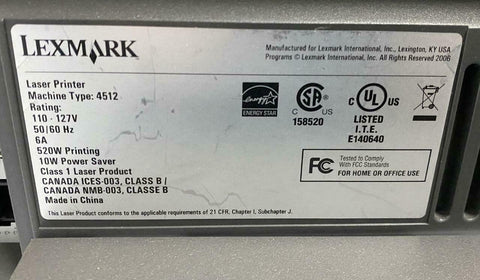 LEXMARK
Manufactured for Lexmark International, Inc., Lexington, KY USA
Programs © Lexmark International, Inc. All Rights Reserved 2006
Laser Printer
Machine Type: 4512
Rating:
110 - 127V
50/60 Hz
6A
520W Printing
10W Power Saver
Class 1 Laser Product
CANADA ICES-003, CLASS B /
CANADA NMB-003, CLASSE B
Made in China
energy
ENERGY STAR
C SA US
158520
C UL US
LISTED
I.T.E.
E140640
FC Tested to Comply
With FCC Standards
FOR HOME OR OFFICE USE
This Laser Product conforms to the applicable requirements of 21 CFR, Chapter I, Subchapter J.